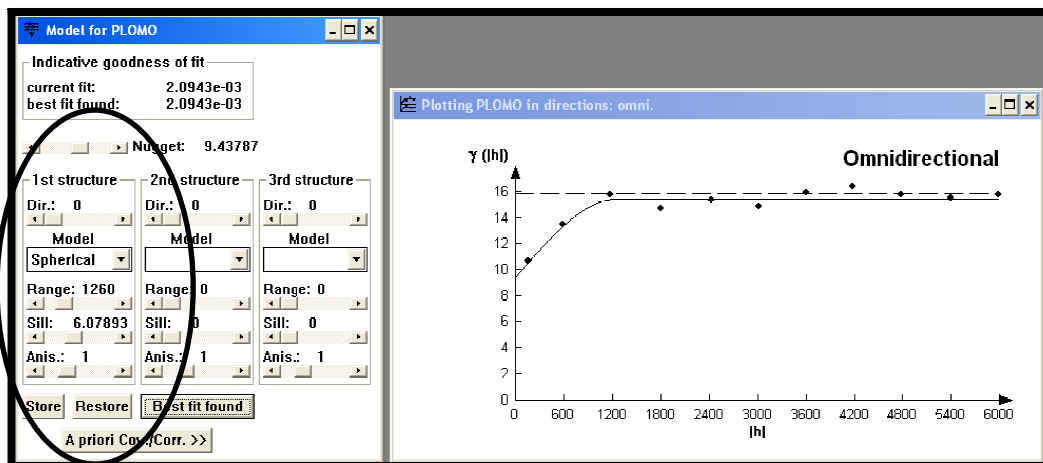 Model for PLOMO
Indicative goodness of fit
current fit: 2.0943e-03
best fit found: 2.0943e-03
Nugget: 9.43787
1st structure
Dir.: 0
Model
Spherical
Range: 1260
Sill: 6.07893
Anis.: 1
2nd structure
Dir.: 0
Model
Range: 0
Sill: 0
Anis.: 1
3rd structure
Dir.: 0
Model
Range: 0
Sill: 0
Anis.: 1
Store Restore Best fit found
A priori Cov./Corr. >>
Plotting PLOMO in directions: omni.
γ (|h|)
Omnidirectional
16
14
12
10
8
6
4
2
0
0 600 1200 1800 2400 3000 3600 4200 4800 5400 6000
|h|